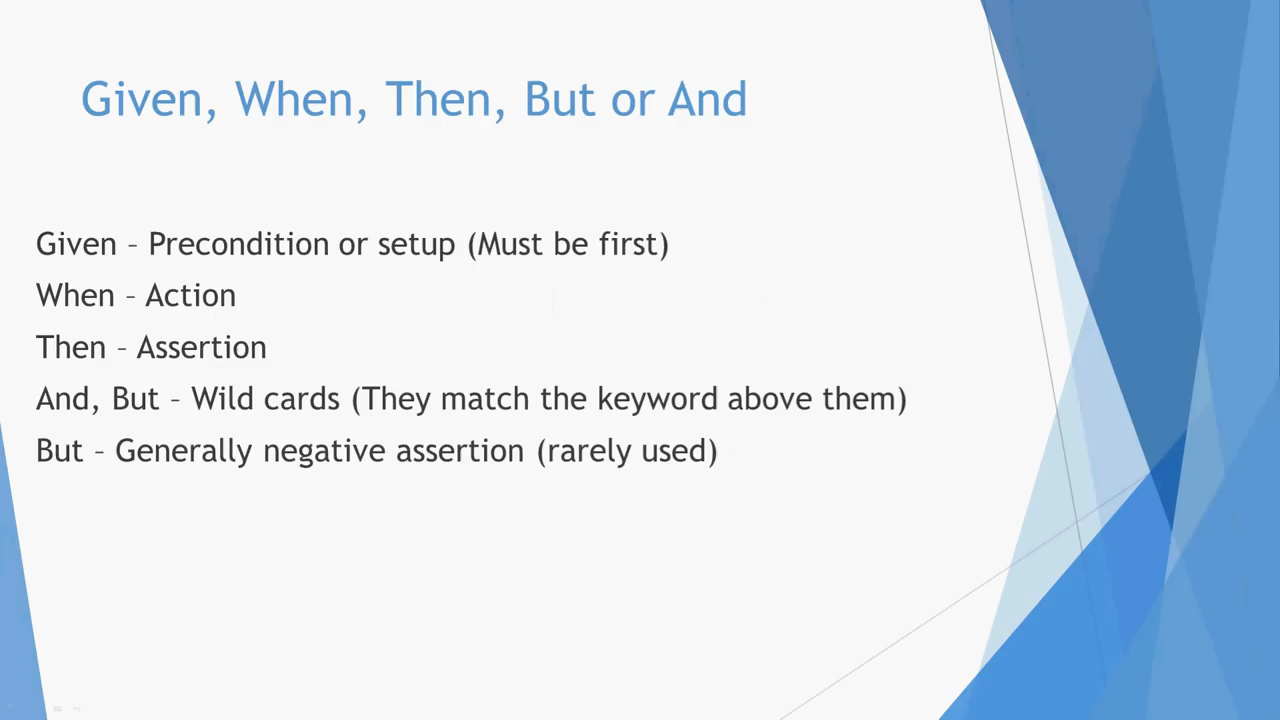 Given, When, Then, But or And
Given – Precondition or setup (Must be first)
When – Action
Then – Assertion
And, But – Wild cards (They match the keyword above them)
But – Generally negative assertion (rarely used)